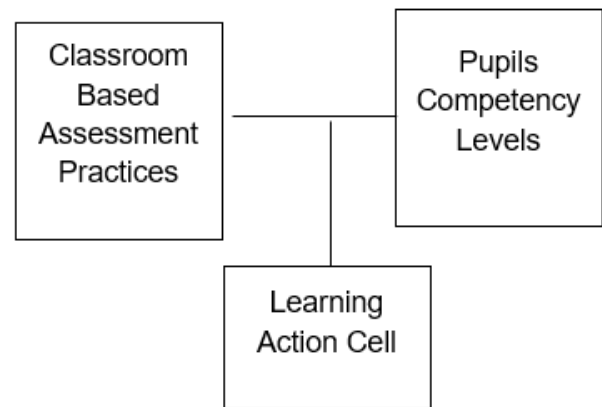 Classroom
Based
Assessment
Practices
Pupils
Competency
Levels
Learning
Action Cell